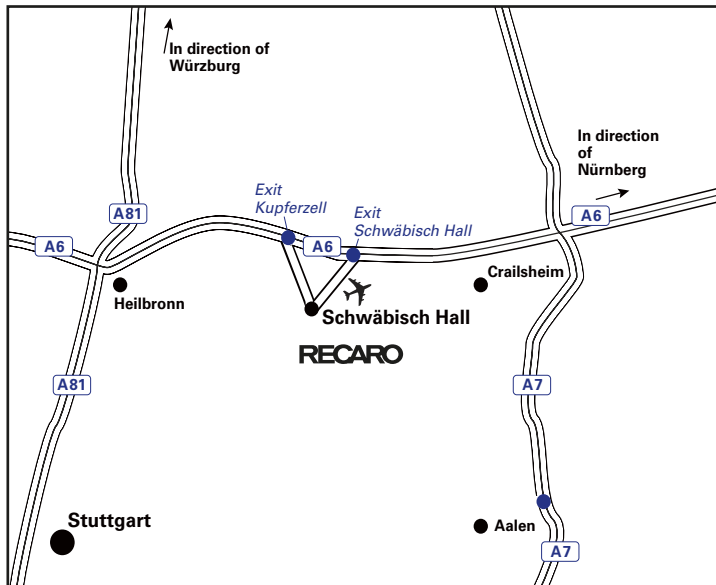 In direction of
Würzburg
In direction
of
Nürnberg
Exit
Kupferzell
Exit
Schwäbisch Hall
A81
A6
A6
A6
Heilbronn
Crailsheim
Schwäbisch Hall
RECARO
A81
A7
Stuttgart
Aalen
A7